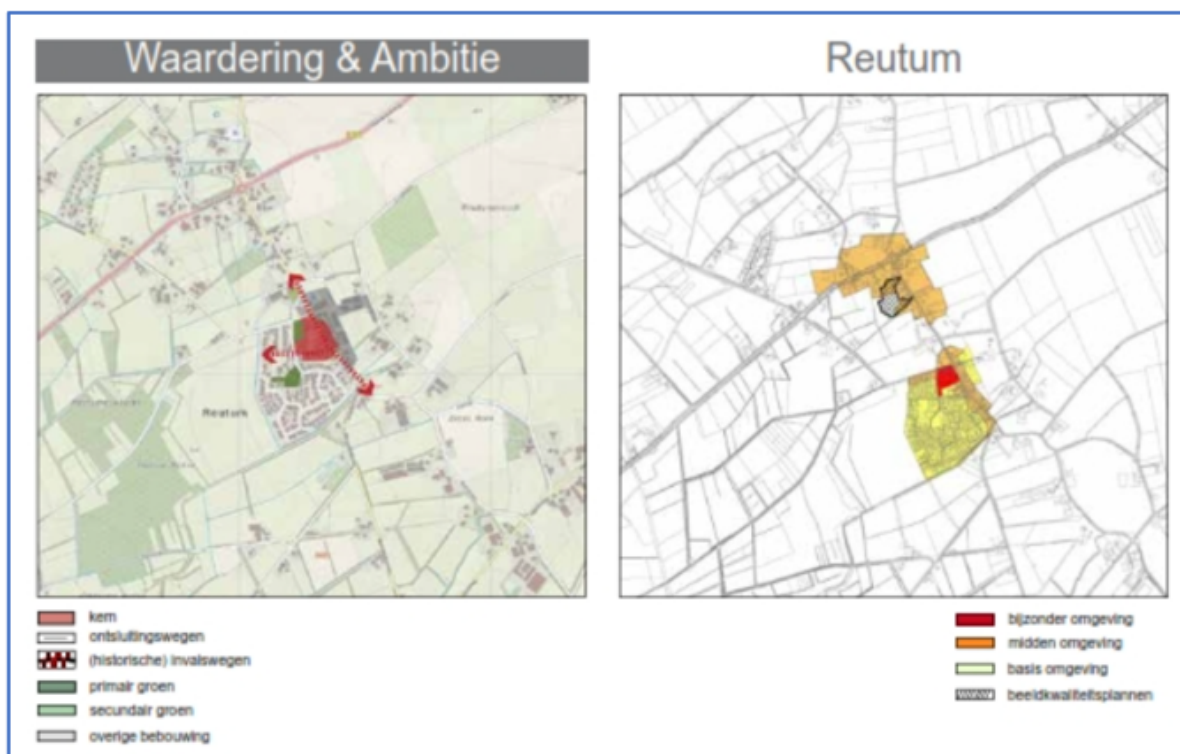 Waardering & Ambitie
Reutum
Reutum
kern
ontsluitingswegen
(historische) invalswegen
primair groen
secundair groen
overige bebouwing
bijzonder omgeving
midden omgeving
basis omgeving
beeldkwaliteitsplannen